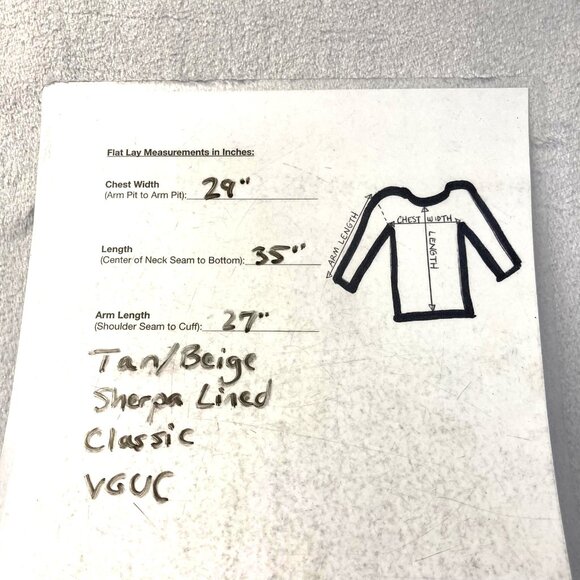 Flat Lay Measurements in Inches:
Chest Width
(Arm Pit to Arm Pit): 29"
Length
(Center of Neck Seam to Bottom): 35"
Arm Length
(Shoulder Seam to Cuff): 27"
Tan/Beige
Sherpa Lined
Classic
VGUC
ARM LENGTH
CHEST WIDTH
LENGTH